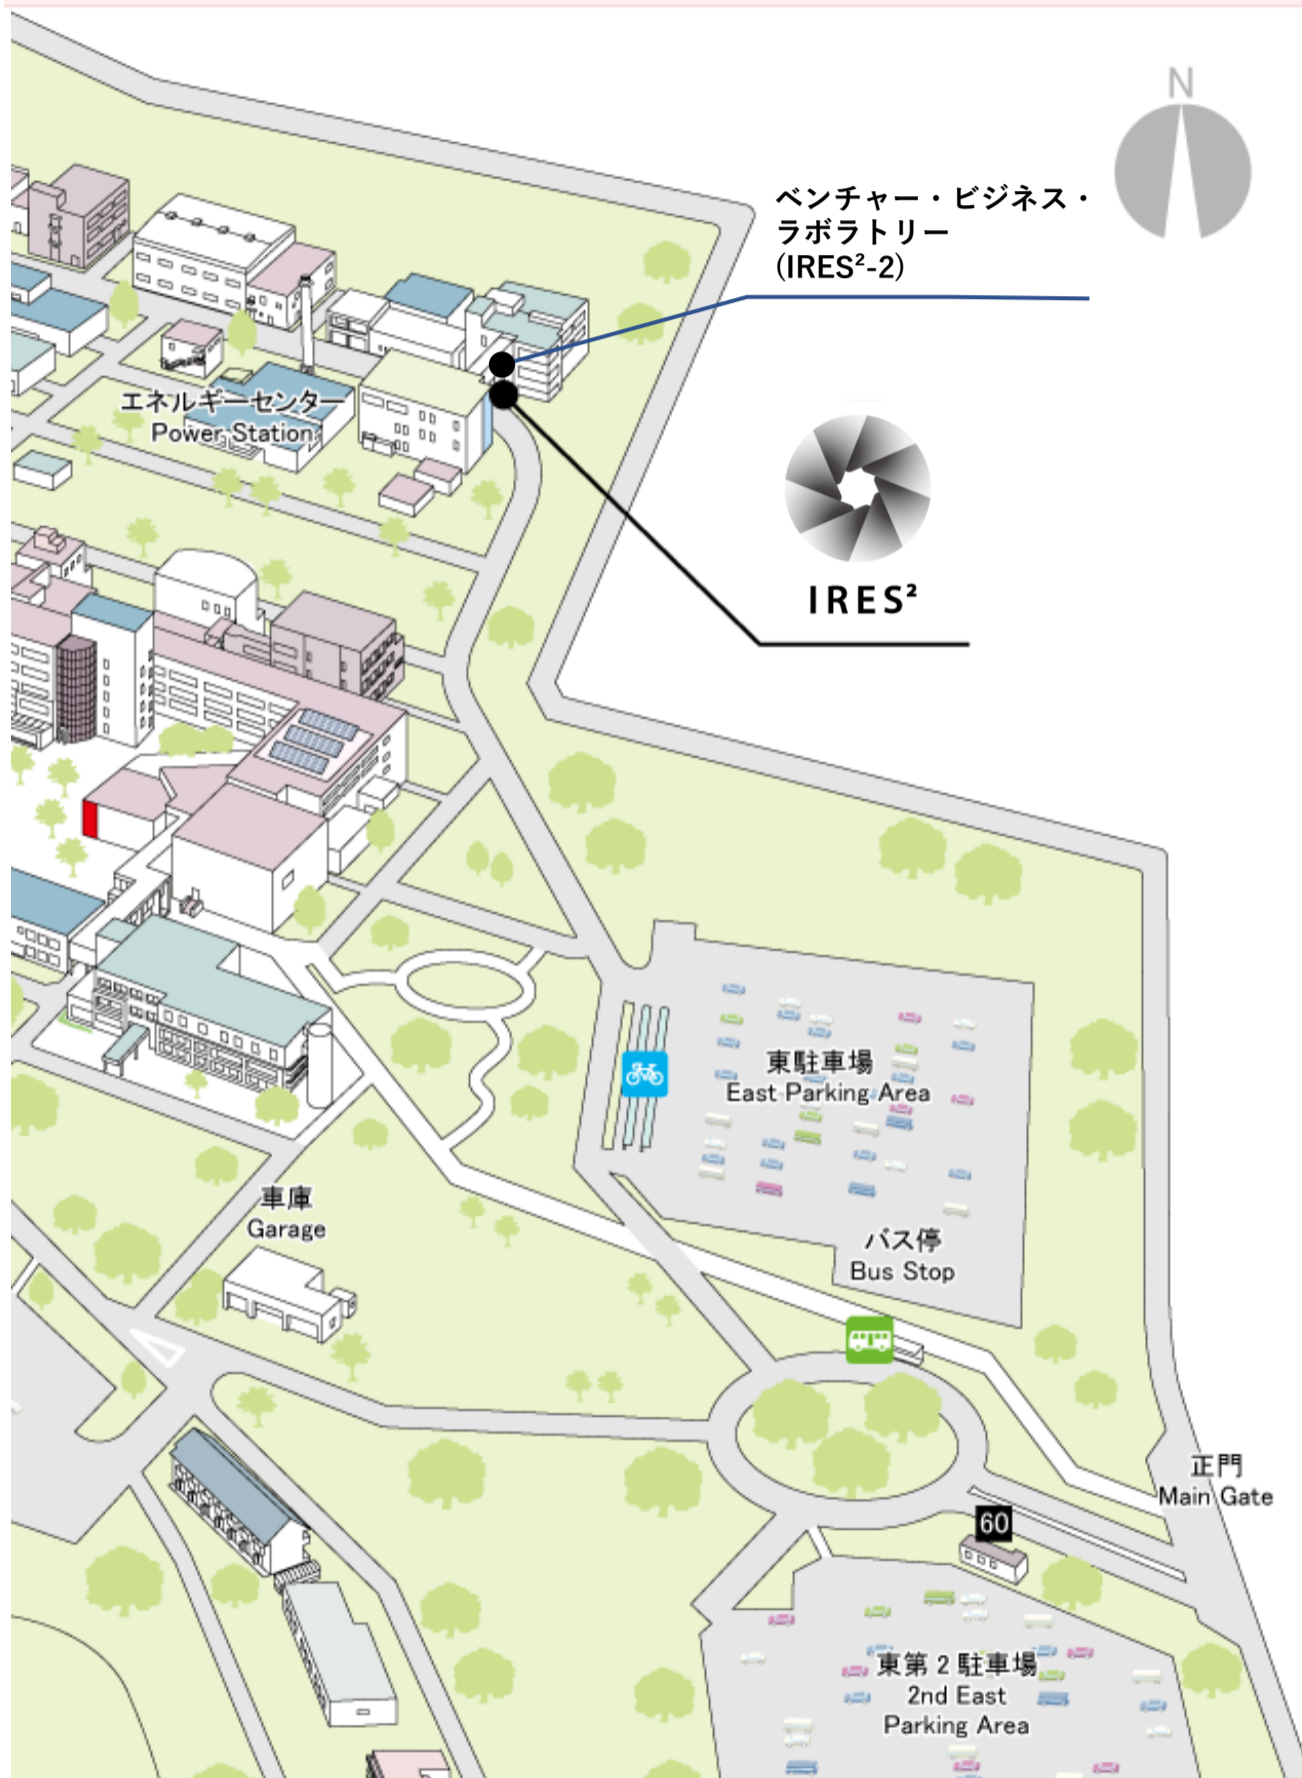 N
ベンチャー・ビジネス・
ラボラトリー
(IRES²-2)
エネルギーセンター
Power Station
IRES²
東駐車場
East Parking Area
車庫
Garage
バス停
Bus Stop
正門
Main Gate
60
東第2駐車場
2nd East
Parking Area